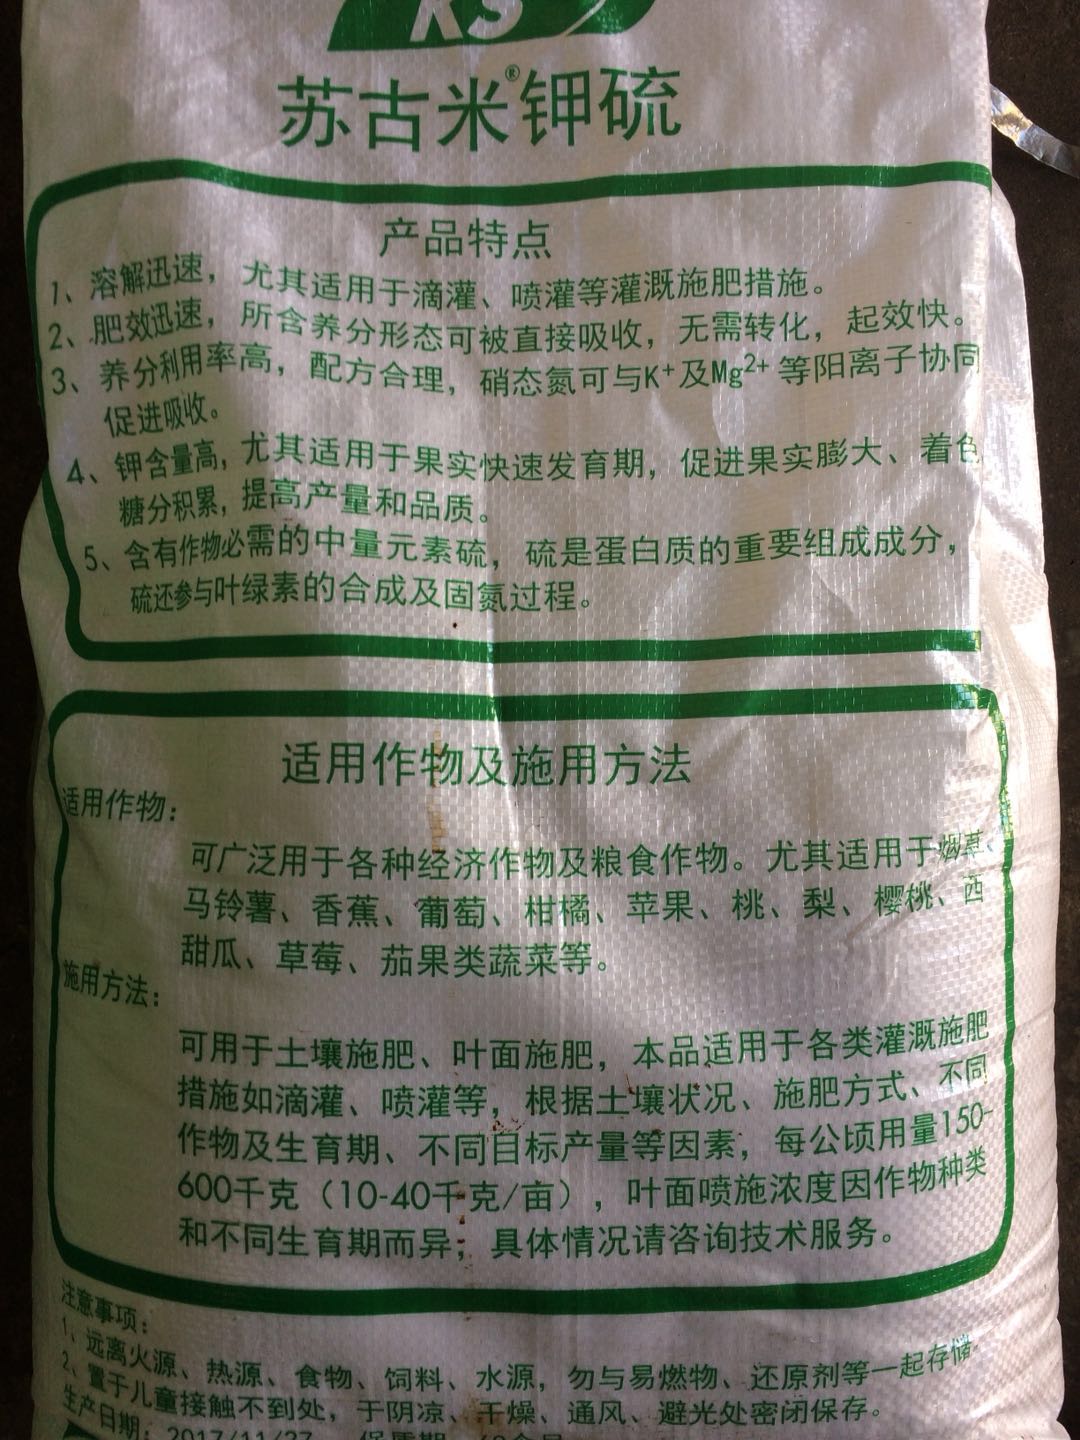 KS
苏古米®钾硫
产品特点
1、溶解迅速，尤其适用于滴灌、喷灌等灌溉施肥措施。
2、肥效迅速，所含养分形态可被直接吸收，无需转化，起效快。
3、养分利用率高，配方合理，硝态氮可与K⁺及Mg²⁺等阳离子协同
促进吸收。
4、钾含量高，尤其适用于果实快速发育期，促进果实膨大、着色
糖分积累，提高产量和品质。
5、含有作物必需的中量元素硫，硫是蛋白质的重要组成成分，
硫还参与叶绿素的合成及固氮过程。
适用作物及施用方法
适用作物：
可广泛用于各种经济作物及粮食作物。尤其适用于烟草、
马铃薯、香蕉、葡萄、柑橘、苹果、桃、梨、樱桃、西
甜瓜、草莓、茄果类蔬菜等。
施用方法：
可用于土壤施肥、叶面施肥，本品适用于各类灌溉施肥
措施如滴灌、喷灌等，根据土壤状况、施肥方式、不同
作物及生育期、不同目标产量等因素，每公顷用量150-
600千克（10-40千克/亩），叶面喷施浓度因作物种类
和不同生育期而异；具体情况请咨询技术服务。
注意事项：
1、远离火源、热源、食物、饲料、水源，勿与易燃物、还原剂等一起存储
2、置于儿童接触不到处，于阴凉、干燥、通风、避光处密闭保存。
生产日期：2017/11/27 保质期：60个月